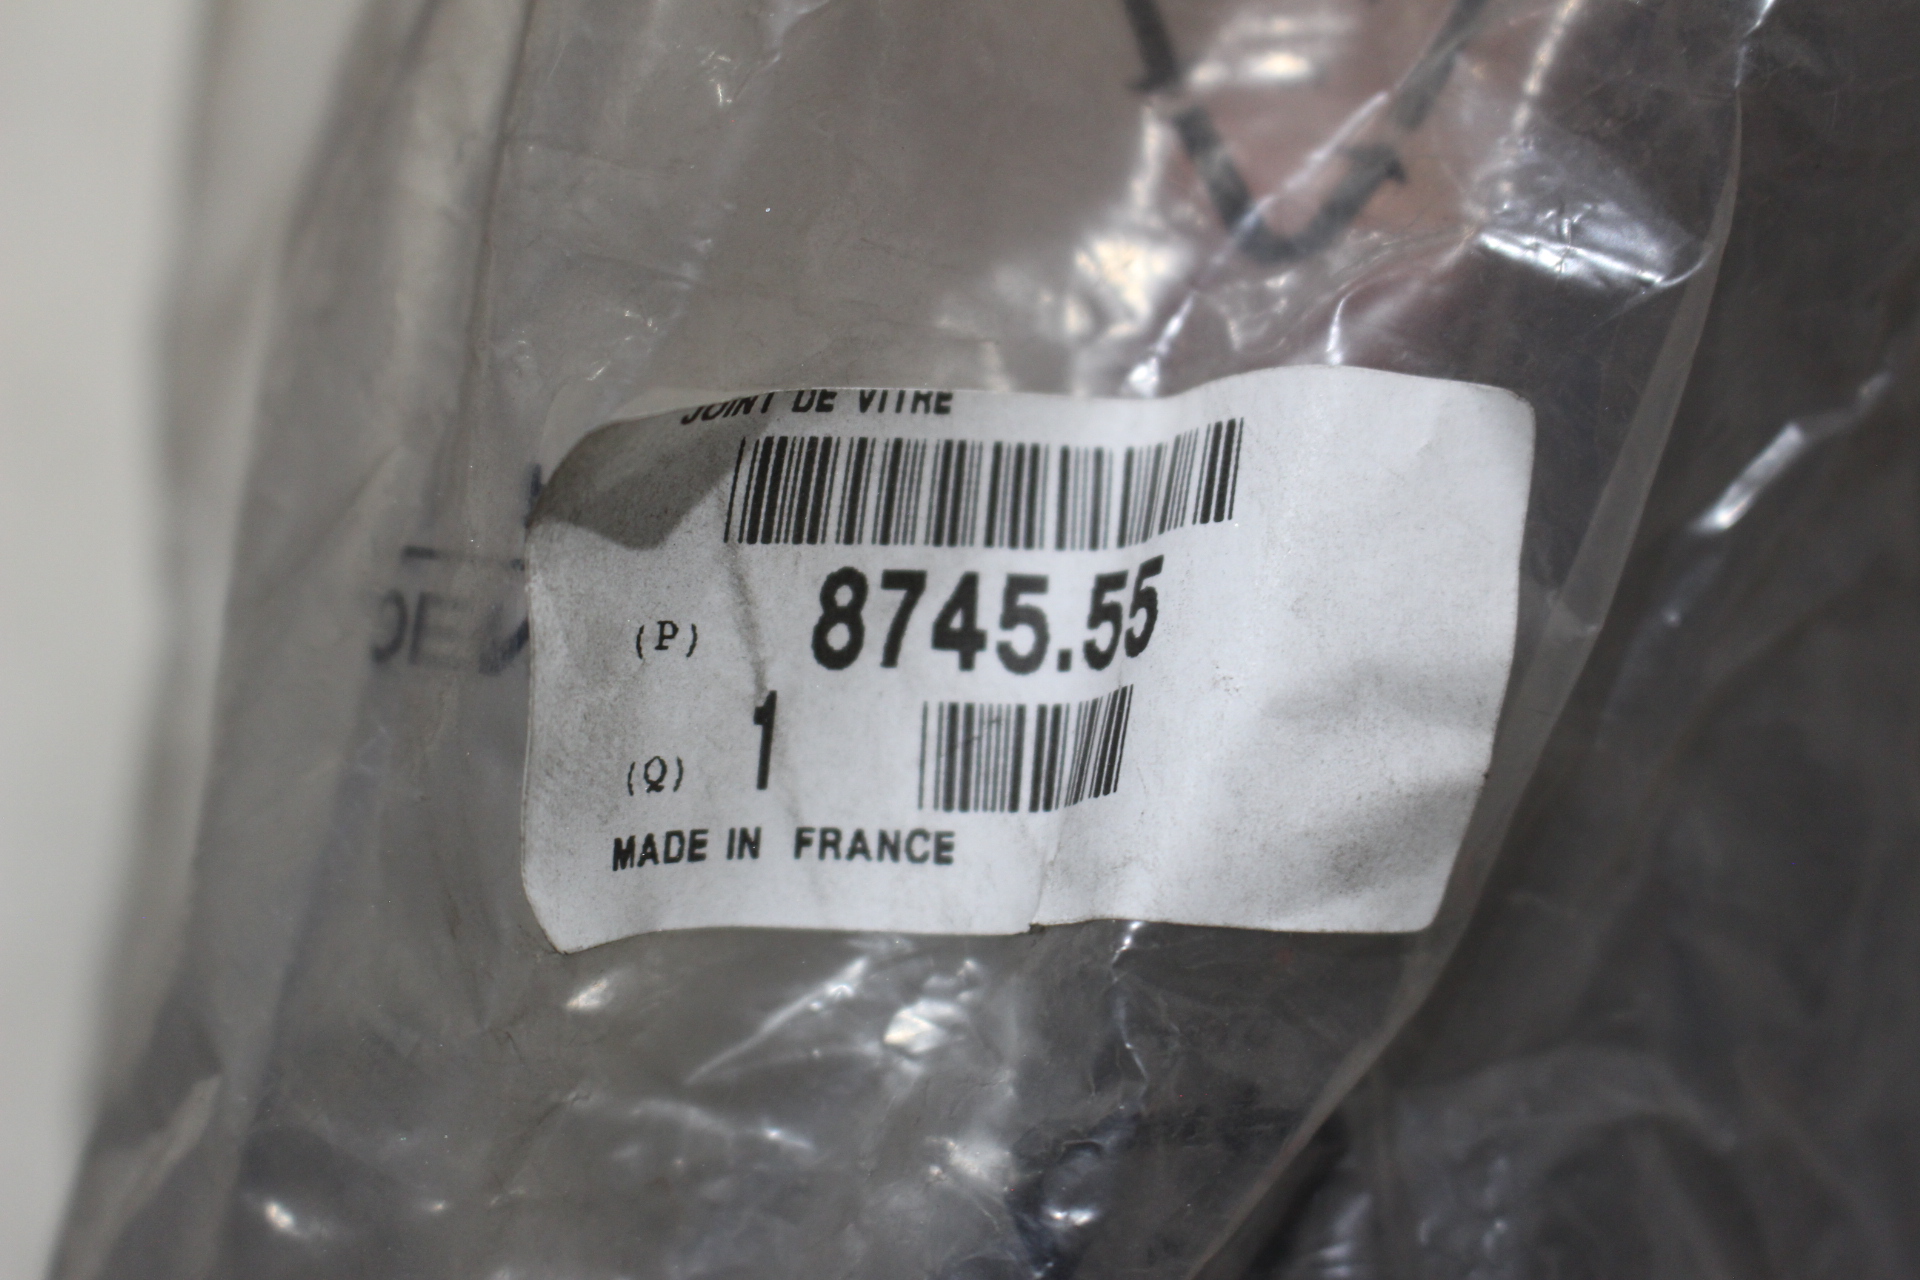 JOINT DE VITRE
(P) 8745.55
(Q) 1
MADE IN FRANCE